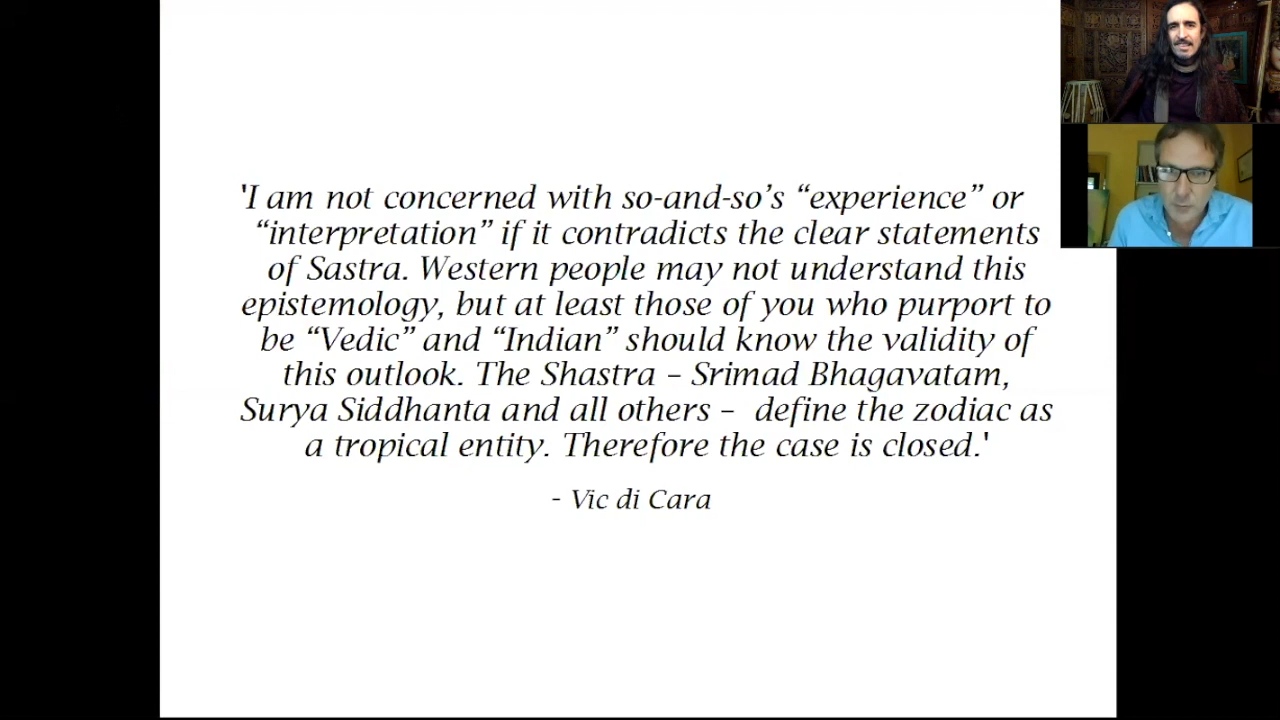 'I am not concerned with so-and-so’s “experience” or
“interpretation” if it contradicts the clear statements
of Sastra. Western people may not understand this
epistemology, but at least those of you who purport to
be “Vedic” and “Indian” should know the validity of
this outlook. The Shastra – Srimad Bhagavatam,
Surya Siddhanta and all others – define the zodiac as
a tropical entity. Therefore the case is closed.'
- Vic di Cara